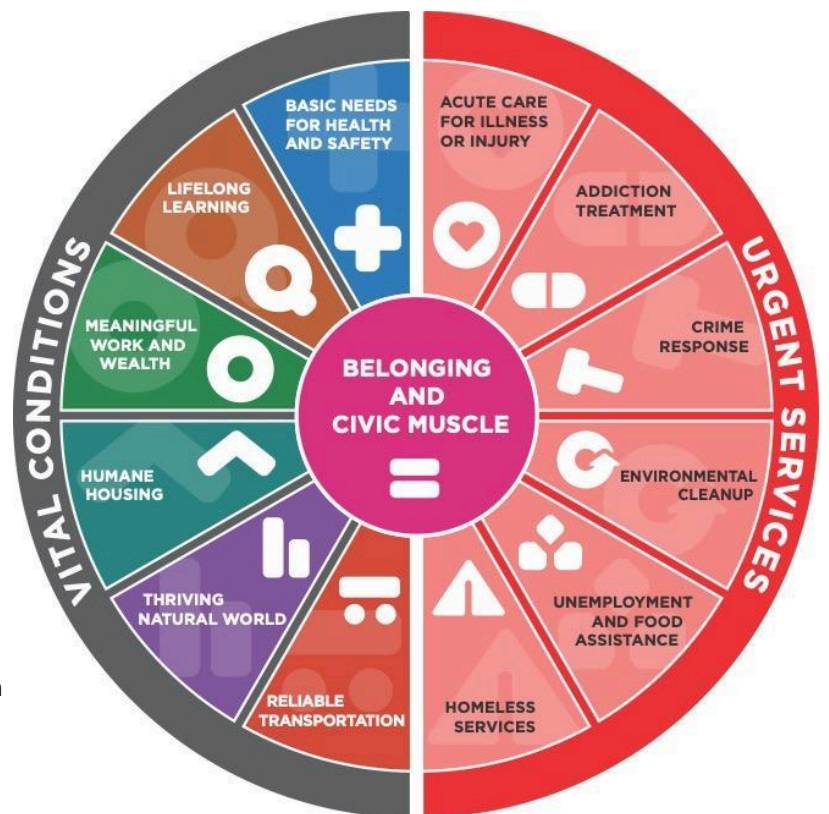 VITAL CONDITIONS
BASIC NEEDS
FOR HEALTH
AND SAFETY
LIFELONG
LEARNING
MEANINGFUL
WORK AND
WEALTH
HUMANE
HOUSING
THRIVING
NATURAL WORLD
RELIABLE
TRANSPORTATION
BELONGING
AND
CIVIC MUSCLE
URGENT SERVICES
ACUTE CARE
FOR ILLNESS
OR INJURY
ADDICTION
TREATMENT
CRIME
RESPONSE
ENVIRONMENTAL
CLEANUP
UNEMPLOYMENT
AND FOOD
ASSISTANCE
HOMELESS
SERVICES